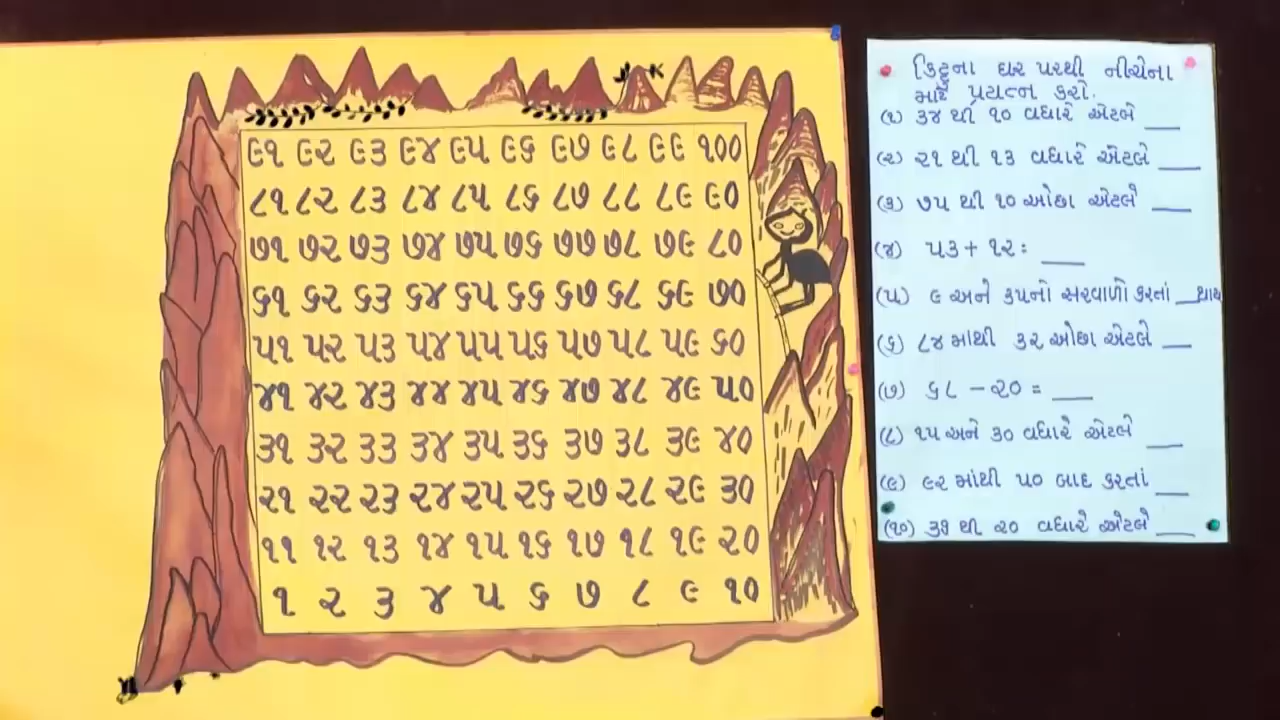 ૯૧ ૯૨ ૯૩ ૯૪ ૯૫ ૯૬ ૯૭ ૯૮ ૯૯ ૧૦૦
૮૧ ૮૨ ૮૩ ૮૪ ૮૫ ૮૬ ૮૭ ૮૮ ૮૯ ૯૦
૭૧ ૭૨ ૭૩ ૭૪ ૭૫ ૭૬ ૭૭ ૭૮ ૭૯ ૮૦
૬૧ ૬૨ ૬૩ ૬૪ ૬૫ ૬૬ ૬૭ ૬૮ ૬૯ ૭૦
૫૧ ૫૨ ૫૩ ૫૪ ૫૫ ૫૬ ૫૭ ૫૮ ૫૯ ૬૦
૪૧ ૪૨ ૪૩ ૪૪ ૪૫ ૪૬ ૪૭ ૪૮ ૪૯ ૫૦
૩૧ ૩૨ ૩૩ ૩૪ ૩૫ ૩૬ ૩૭ ૩૮ ૩૯ ૪૦
૨૧ ૨૨ ૨૩ ૨૪ ૨૫ ૨૬ ૨૭ ૨૮ ૨૯ ૩૦
૧૧ ૧૨ ૧૩ ૧૪ ૧૫ ૧૬ ૧૭ ૧૮ ૧૯ ૨૦
૧ ૨ ૩ ૪ ૫ ૬ ૭ ૮ ૯ ૧૦
કિટ્ટુના ઘર પરથી નીચેના
માટે પ્રયત્ન કરો.
(૧) ૩૪ થી ૧૦ વધારે એટલે ___
(૨) ૨૧ થી ૧૩ વધારે એટલે ___
(૩) ૭૫ થી ૧૦ ઓછા એટલે ___
(૪) ૫૩ + ૧૨ = ___
(૫) ૯ અને ૩૫નો સરવાળો કરતાં ___ થાય
(૬) ૮૪ માંથી ૩૨ ઓછા એટલે ___
(૭) ૬૮ - ૨૦ = ___
(૮) ૧૫ અને ૩૦ વધારે એટલે ___
(૯) ૯૨ માંથી ૫૦ બાદ કરતાં ___
(૧૦) થી ૨૦ વધારે એટલે ___